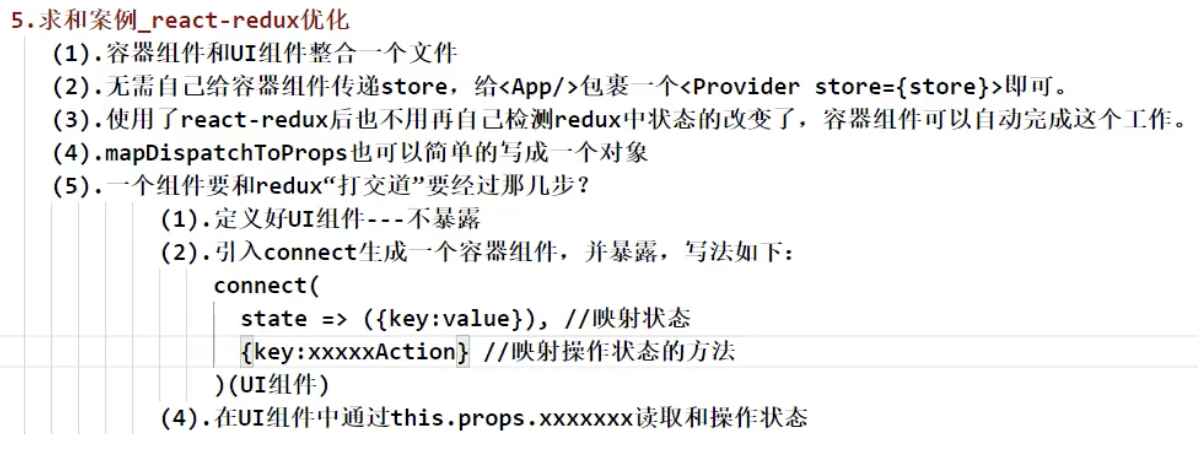 5.求和案例_react-redux优化
(1).容器组件和UI组件整合一个文件
(2).无需自己给容器组件传递store，给<App/>包裹一个<Provider store={store}>即可。
(3).使用了react-redux后也不用再自己检测redux中状态的改变了，容器组件可以自动完成这个工作。
(4).mapDispatchToProps也可以简单的写成一个对象
(5).一个组件要和redux“打交道”要经过那几步？
(1).定义好UI组件---不暴露
(2).引入connect生成一个容器组件，并暴露，写法如下：
connect(
state => ({key:value}), //映射状态
{key:xxxxxAction} //映射操作状态的方法
)(UI组件)
(4).在UI组件中通过this.props.xxxxxxx读取和操作状态